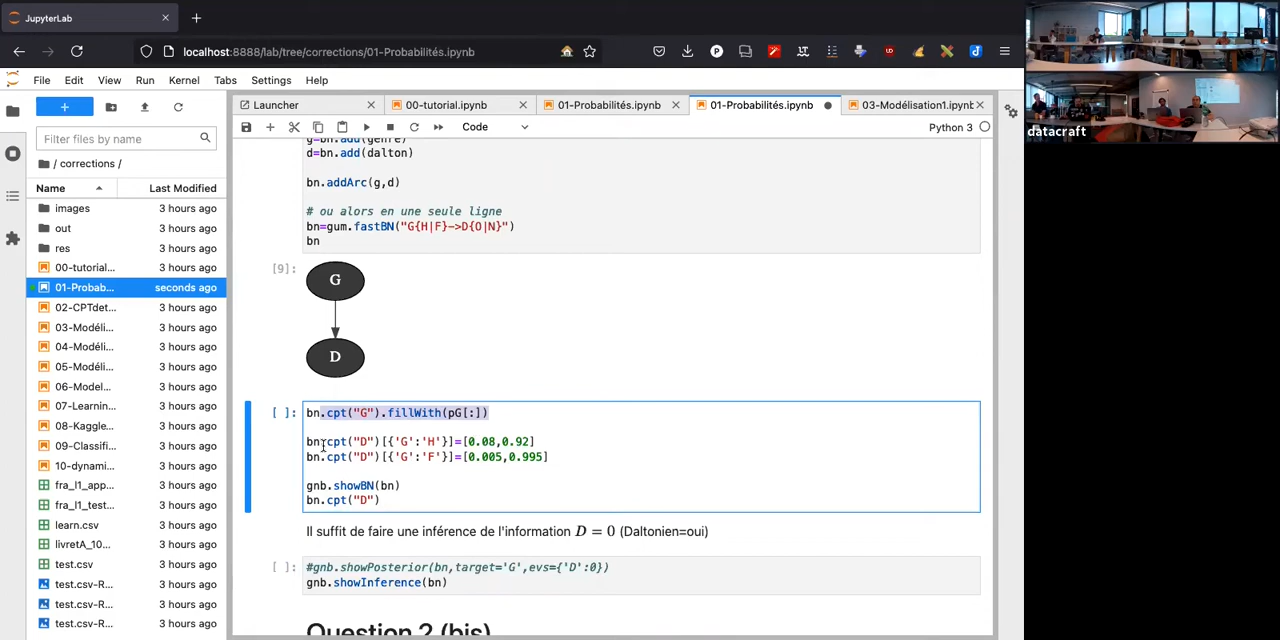 JupyterLab
localhost:8888/lab/tree/corrections/01-Probabilités.ipynb
File Edit View Run Kernel Tabs Settings Help
Launcher
00-tutorial.ipynb
01-Probabilités.ipynb
01-Probabilités.ipynb
03-Modélisation1.ipynb
Filter files by name
/ corrections /
Name Last Modified
images 3 hours ago
out 3 hours ago
res 3 hours ago
00-tutorial... 3 hours ago
01-Probab... seconds ago
02-CPTdet... 3 hours ago
03-Modéli... 3 hours ago
04-Modéli... 3 hours ago
05-Modéli... 3 hours ago
06-Model... 3 hours ago
07-Learnin... 3 hours ago
08-Kaggle... 3 hours ago
09-Classifi... 3 hours ago
10-dynami... 3 hours ago
fra_l1_app... 3 hours ago
fra_l1_test... 3 hours ago
learn.csv 3 hours ago
livretA_10... 3 hours ago
test.csv 3 hours ago
test.csv-R... 3 hours ago
test.csv-R... 3 hours ago
test.csv-R... 3 hours ago
test.csv-R... 3 hours ago
Code
Python 3
g=bn.add(genre)
d=bn.add(dalton)
bn.addArc(g,d)
# ou alors en une seule ligne
bn=gum.fastBN("G{H|F}->D{O|N}")
bn
[9]:
G
D
[ ]:
bn.cpt("G").fillWith(pG[:])
bn.cpt("D")[{'G':'H'}]=[0.08,0.92]
bn.cpt("D")[{'G':'F'}]=[0.005,0.995]
gnb.showBN(bn)
bn.cpt("D")
Il suffit de faire une inférence de l'information D = 0 (Daltonien=oui)
[ ]:
#gnb.showPosterior(bn,target='G',evs={'D':0})
gnb.showInference(bn)
Question 2 (bis)
datacraft